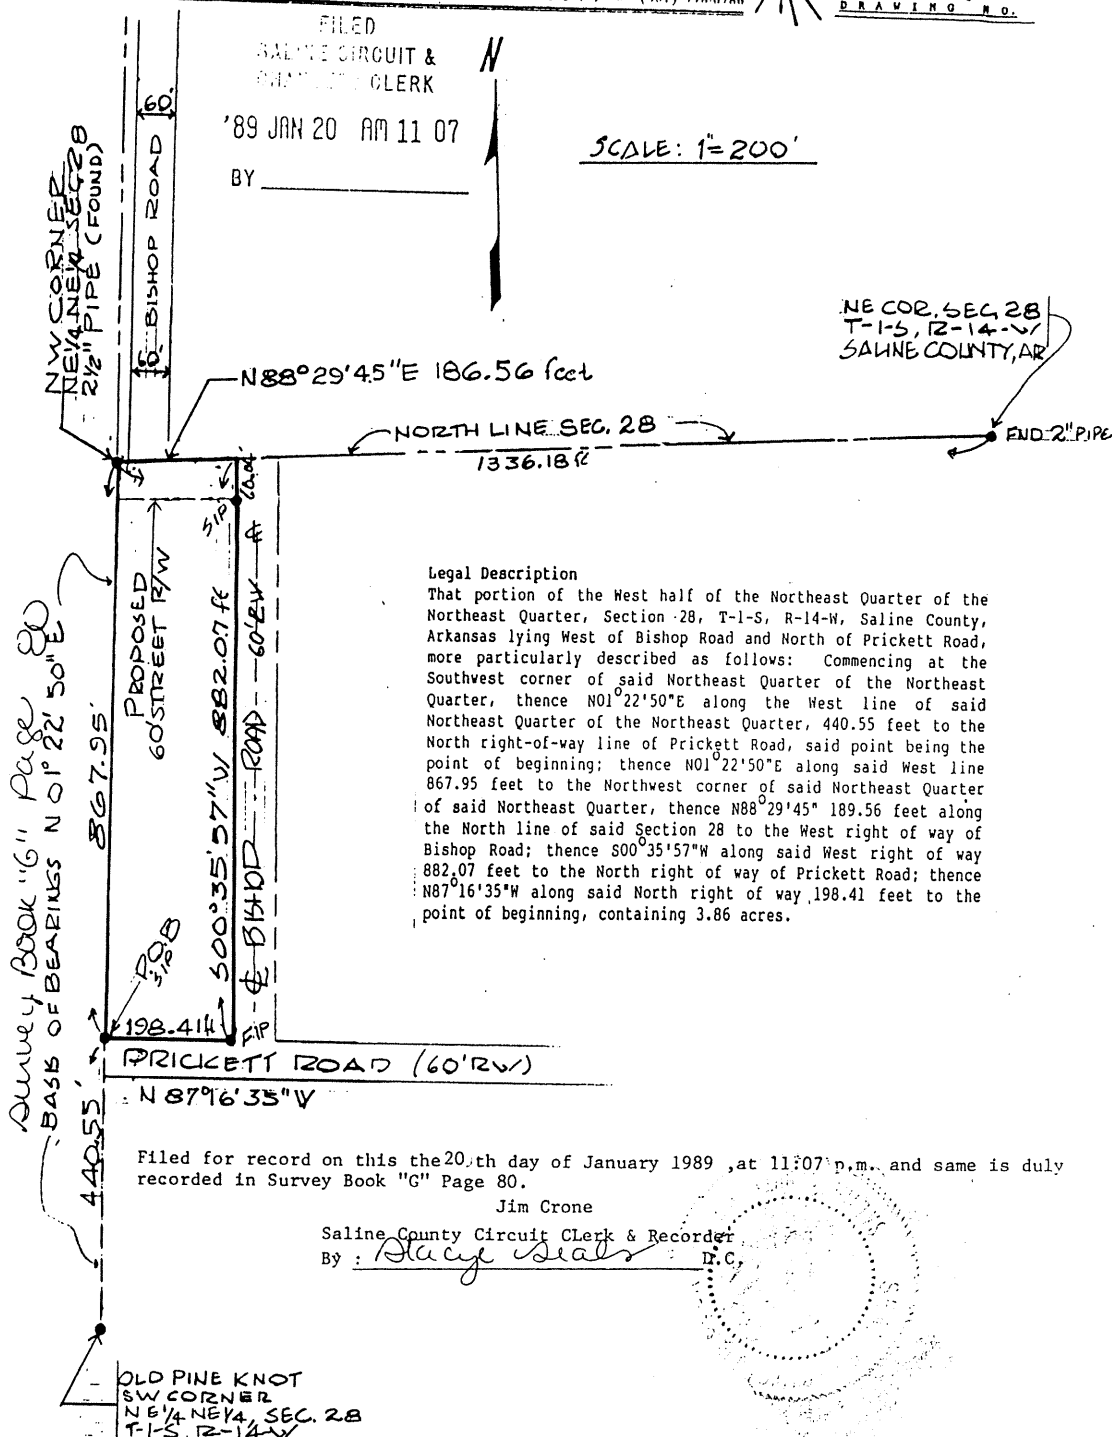 DRAWING NO.
FILED
SALINE CIRCUIT &
CLERK
'89 JAN 20 AM 11 07
BY
N
SCALE: 1"=200'
60'
BISHOP ROAD
NW CORNER
NE1/4 NE1/4 SEC 28
2½" PIPE (FOUND)
NE COR. SEC 28
T-1-S, R-14-W
SALINE COUNTY, AR
N88°29'45"E 186.56 feet
NORTH LINE SEC. 28
1336.18 ft
FND 2" PIPE
60.00'
SIP
PROPOSED
60' STREET R/W
S00°35'57"W 882.07 ft
℄ BISHOP ROAD 60' RW ℄
Survey Book "G" Page 80
BASIS OF BEARINGS N 01° 22' 50" E
867.95'
Legal Description
That portion of the West half of the Northeast Quarter of the
Northeast Quarter, Section 28, T-1-S, R-14-W, Saline County,
Arkansas lying West of Bishop Road and North of Prickett Road,
more particularly described as follows: Commencing at the
Southwest corner of said Northeast Quarter of the Northeast
Quarter, thence N01°22'50"E along the West line of said
Northeast Quarter of the Northeast Quarter, 440.55 feet to the
North right-of-way line of Prickett Road, said point being the
point of beginning; thence N01°22'50"E along said West line
867.95 feet to the Northwest corner of said Northeast Quarter
of said Northeast Quarter, thence N88°29'45" 189.56 feet along
the North line of said Section 28 to the West right of way of
Bishop Road; thence S00°35'57"W along said West right of way
882.07 feet to the North right of way of Prickett Road; thence
N87°16'35"W along said North right of way 198.41 feet to the
point of beginning, containing 3.86 acres.
P.O.B
SIP
198.41 ft
FIP
PRICKETT ROAD (60' RW)
N 87°16'35"W
440.55'
Filed for record on this the 20 th day of January 1989 ,at 11:07 p.m. and same is duly
recorded in Survey Book "G" Page 80.
Jim Crone
Saline County Circuit CLerk & Recorder
By : Stacye Seals D.C.
OLD PINE KNOT
SW CORNER
NE1/4 NE1/4, SEC. 28
T-1-S, R-14-W